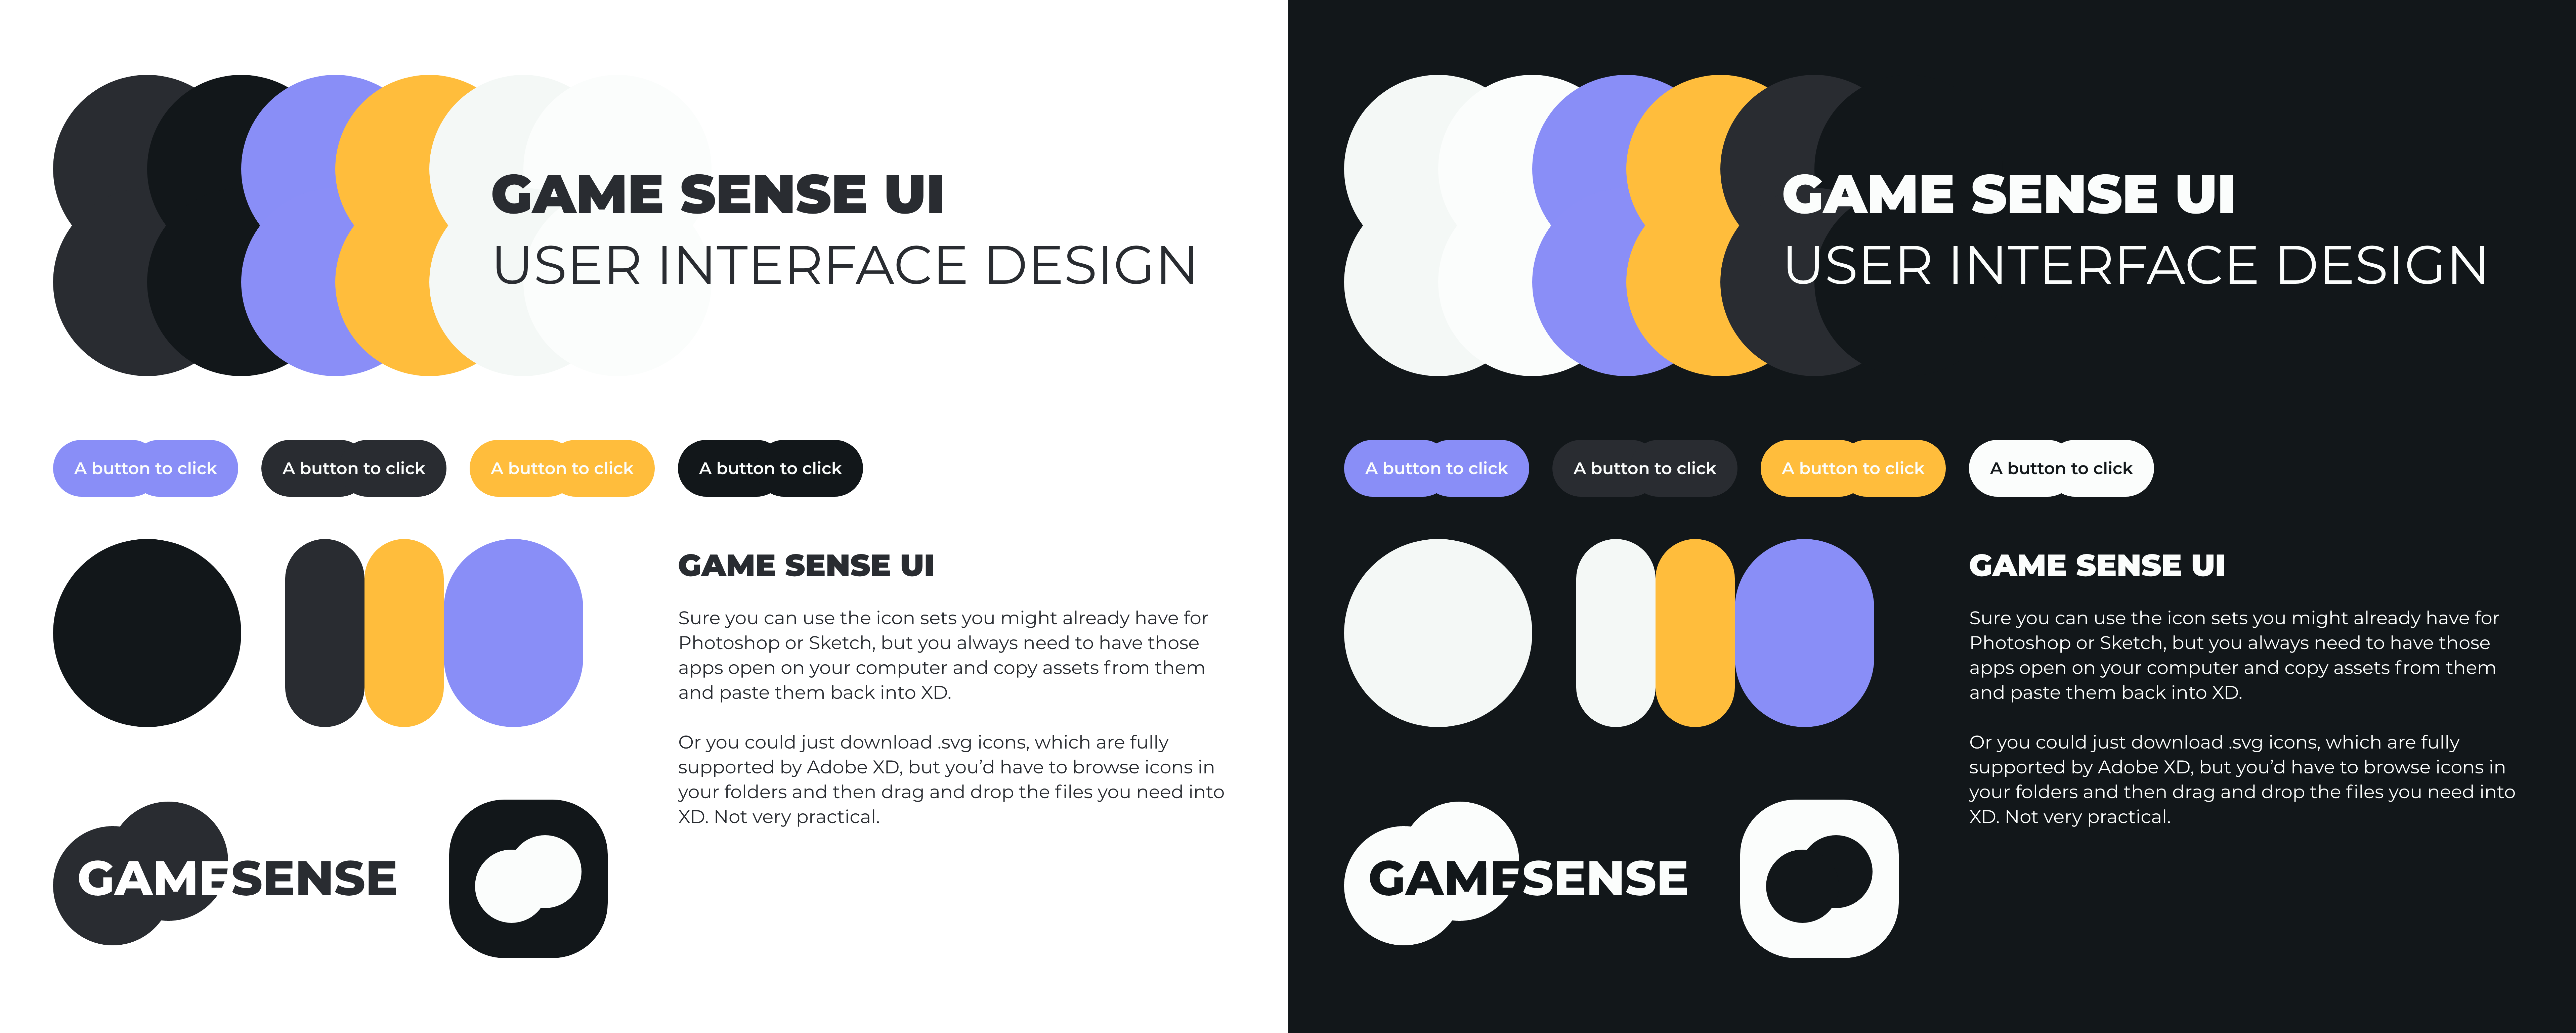 GAME SENSE UI
USER INTERFACE DESIGN
A button to click
A button to click
A button to click
A button to click
GAME SENSE UI
Sure you can use the icon sets you might already have for
Photoshop or Sketch, but you always need to have those
apps open on your computer and copy assets from them
and paste them back into XD.
Or you could just download .svg icons, which are fully
supported by Adobe XD, but you’d have to browse icons in
your folders and then drag and drop the files you need into
XD. Not very practical.
GAMESENSE
GAME SENSE UI
USER INTERFACE DESIGN
A button to click
A button to click
A button to click
A button to click
GAME SENSE UI
Sure you can use the icon sets you might already have for
Photoshop or Sketch, but you always need to have those
apps open on your computer and copy assets from them
and paste them back into XD.
Or you could just download .svg icons, which are fully
supported by Adobe XD, but you’d have to browse icons in
your folders and then drag and drop the files you need into
XD. Not very practical.
GAMESENSE